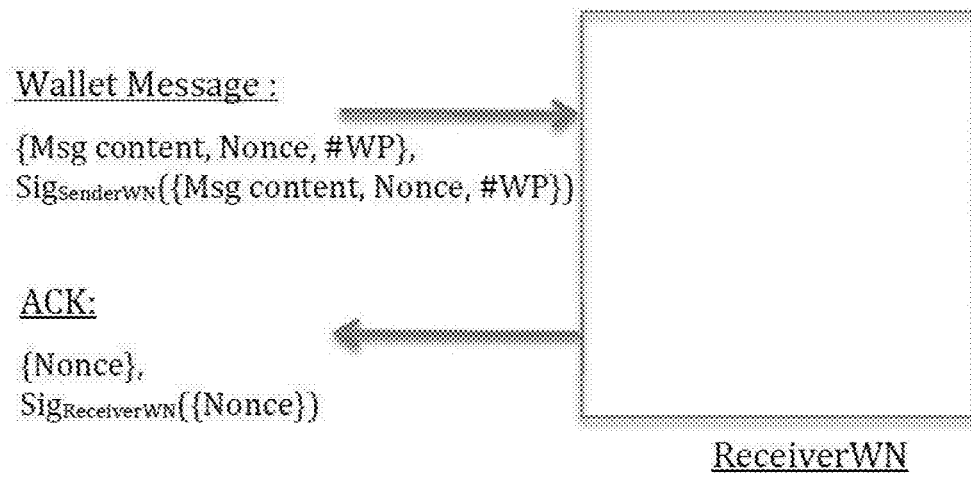 Wallet Message :
{Msg content, Nonce, #WP},
SigSenderWN({Msg content, Nonce, #WP})
ACK:
{Nonce},
SigReceiverWN({Nonce})
ReceiverWN